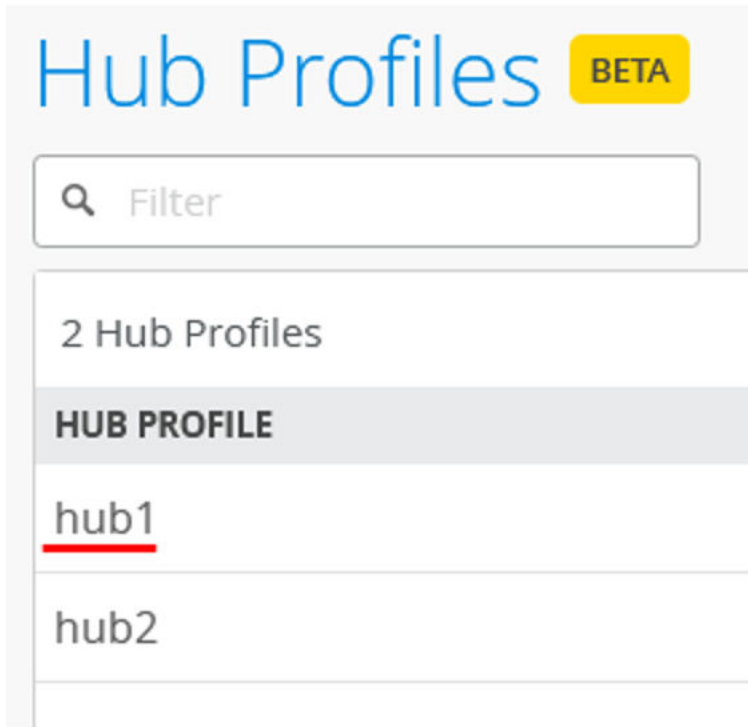 Hub Profiles BETA
Filter
2 Hub Profiles
HUB PROFILE
hub1
hub2